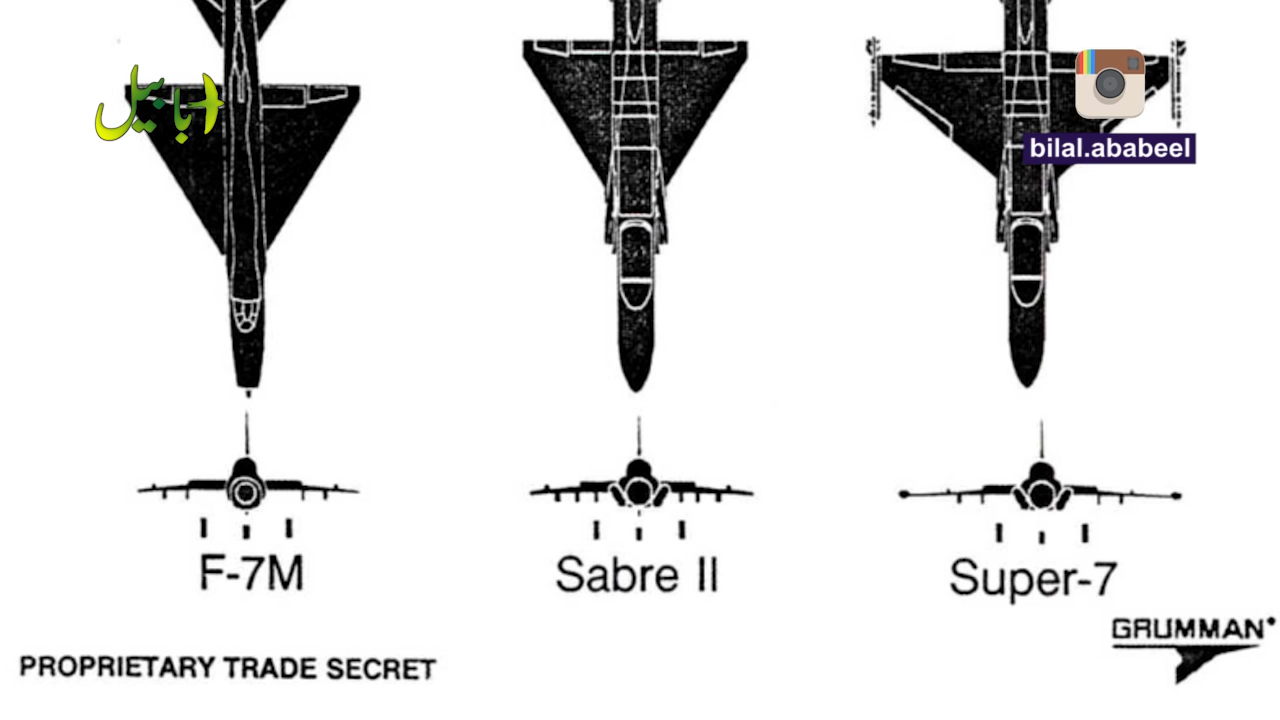 ابابیل
bilal.ababeel
F-7M
Sabre II
Super-7
GRUMMAN
PROPRIETARY TRADE SECRET